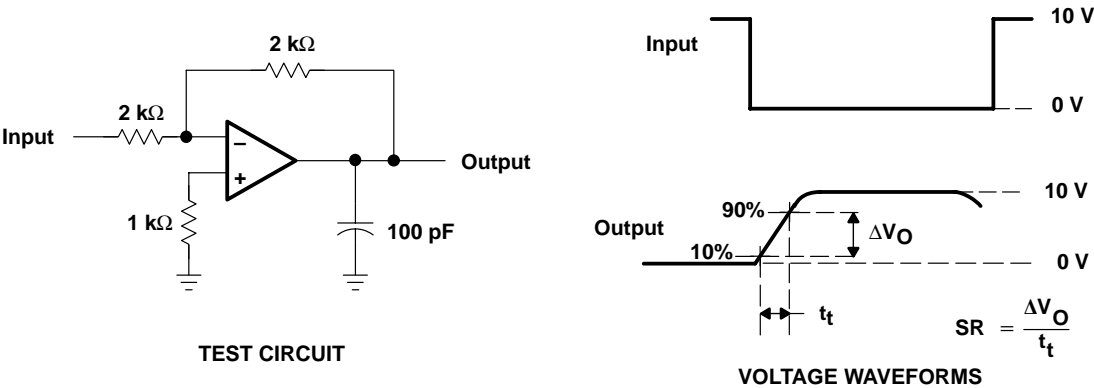 2 kΩ
2 kΩ
Input
−
+
Output
1 kΩ
100 pF
TEST CIRCUIT
Input
10 V
0 V
Output
90%
10%
ΔVO
10 V
0 V
tt
SR = ΔVO
tt
VOLTAGE WAVEFORMS